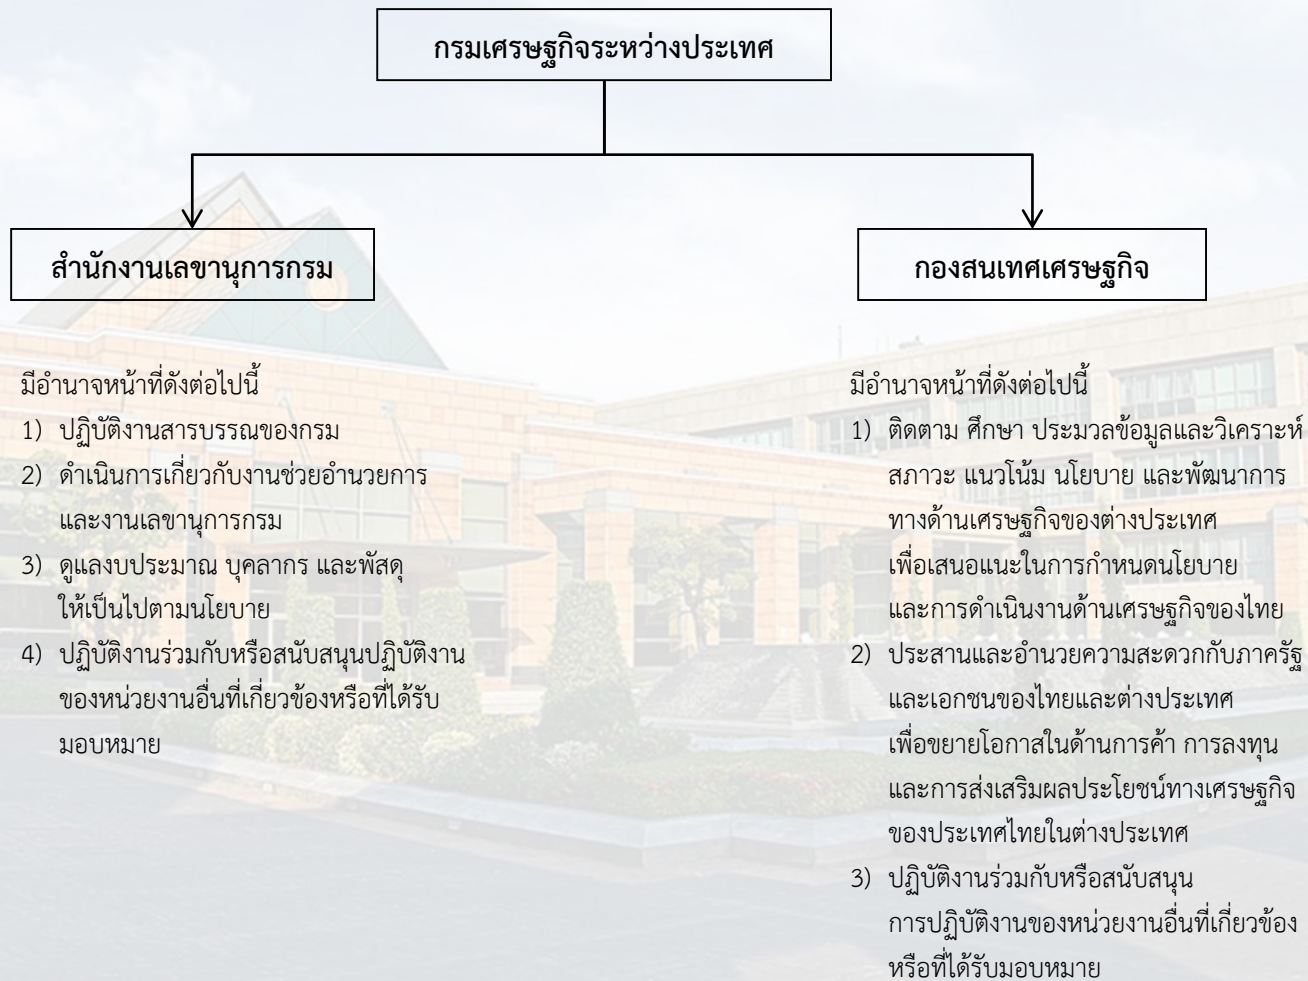 กรมเศรษฐกิจระหว่างประเทศ
สำนักงานเลขานุการกรม
มีอำนาจหน้าที่ดังต่อไปนี้
1) ปฏิบัติงานสารบรรณของกรม
2) ดำเนินการเกี่ยวกับงานช่วยอำนวยการ
และงานเลขานุการกรม
3) ดูแลงบประมาณ บุคลากร และพัสดุ
ให้เป็นไปตามนโยบาย
4) ปฏิบัติงานร่วมกับหรือสนับสนุนปฏิบัติงาน
ของหน่วยงานอื่นที่เกี่ยวข้องหรือที่ได้รับ
มอบหมาย
กองสนเทศเศรษฐกิจ
มีอำนาจหน้าที่ดังต่อไปนี้
1) ติดตาม ศึกษา ประมวลข้อมูลและวิเคราะห์
สภาวะ แนวโน้ม นโยบาย และพัฒนาการ
ทางด้านเศรษฐกิจของต่างประเทศ
เพื่อเสนอแนะในการกำหนดนโยบาย
และการดำเนินงานด้านเศรษฐกิจของไทย
2) ประสานและอำนวยความสะดวกกับภาครัฐ
และเอกชนของไทยและต่างประเทศ
เพื่อขยายโอกาสในด้านการค้า การลงทุน
และการส่งเสริมผลประโยชน์ทางเศรษฐกิจ
ของประเทศไทยในต่างประเทศ
3) ปฏิบัติงานร่วมกับหรือสนับสนุน
การปฏิบัติงานของหน่วยงานอื่นที่เกี่ยวข้อง
หรือที่ได้รับมอบหมาย